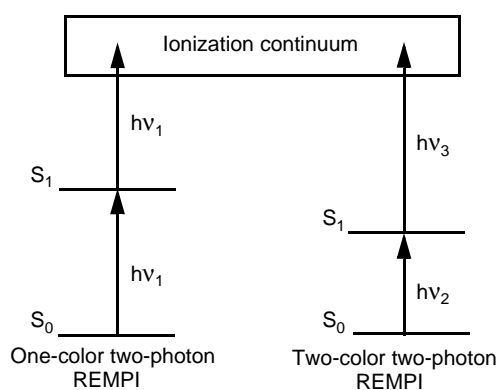 Ionization continuum
hν₁
hν₃
S₁
S₁
hν₁
hν₂
S₀
S₀
One-color two-photon
REMPI
Two-color two-photon
REMPI